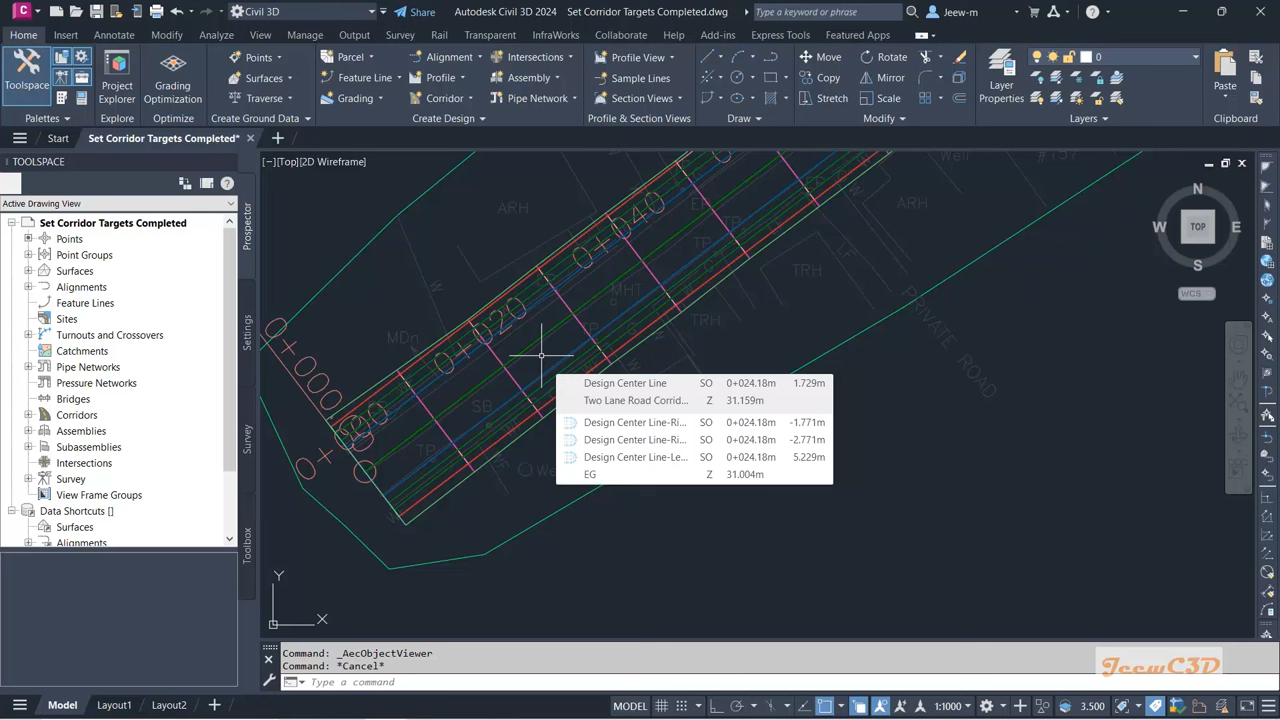 Civil 3D
Share
Autodesk Civil 3D 2024
Set Corridor Targets Completed.dwg
Type a keyword or phrase
Jeew-m
Home
Insert
Annotate
Modify
Analyze
View
Manage
Output
Survey
Rail
Transparent
InfraWorks
Collaborate
Help
Add-ins
Express Tools
Featured Apps
Toolspace
Project
Explorer
Grading
Optimization
Points
Surfaces
Traverse
Parcel
Feature Line
Grading
Alignment
Profile
Corridor
Intersections
Assembly
Pipe Network
Profile View
Sample Lines
Section Views
Move
Copy
Stretch
Rotate
Mirror
Scale
Layer
Properties
0
Paste
Palettes
Explore
Optimize
Create Ground Data
Create Design
Profile & Section Views
Draw
Modify
Layers
Clipboard
Start
Set Corridor Targets Completed*
TOOLSPACE
Active Drawing View
Set Corridor Targets Completed
Points
Point Groups
Surfaces
Alignments
Feature Lines
Sites
Turnouts and Crossovers
Catchments
Pipe Networks
Pressure Networks
Bridges
Corridors
Assemblies
Subassemblies
Intersections
Survey
View Frame Groups
Data Shortcuts []
Surfaces
Alignments
Prospector
Settings
Survey
Toolbox
[−][Top][2D Wireframe]
N
W
TOP
E
S
WCS
ARH
ARH
Well
TRH
TRH
MHT
SB
TP
TP
TP
EP
PRIVATE ROAD
0+000
0+020
0+040
Design Center Line SO 0+024.18m 1.729m
Two Lane Road Corrid... Z 31.159m
Design Center Line-Ri... SO 0+024.18m -1.771m
Design Center Line-Ri... SO 0+024.18m -2.771m
Design Center Line-Le... SO 0+024.18m 5.229m
EG Z 31.004m
Y
X
Command: _AecObjectViewer
Command: *Cancel*
Type a command
JeewC3D
Model
Layout1
Layout2
MODEL
1:1000
3.500